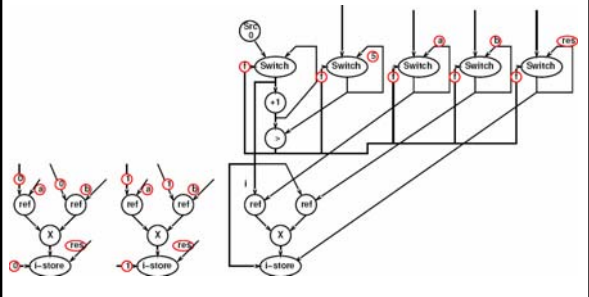 Src
0
a
b
res
f
Switch
Switch
5
f
Switch
f
Switch
f
Switch
f
+1
>
0
a
0
b
1
a
1
b
i
ref
ref
ref
ref
ref
ref
X
X
X
res
res
0
i-store
1
i-store
i-store